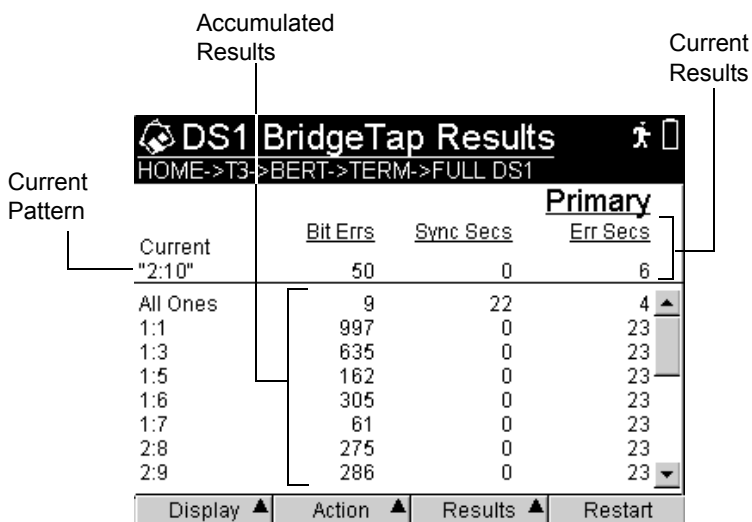 Accumulated
Results
Current
Results
DS1 BridgeTap Results
HOME->T3->BERT->TERM->FULL DS1
Current
Pattern
Primary
Bit Errs Sync Secs Err Secs
Current
"2:10" 50 0 6
All Ones 9 22 4
1:1 997 0 23
1:3 635 0 23
1:5 162 0 23
1:6 305 0 23
1:7 61 0 23
2:8 275 0 23
2:9 286 0 23
Display Action Results Restart